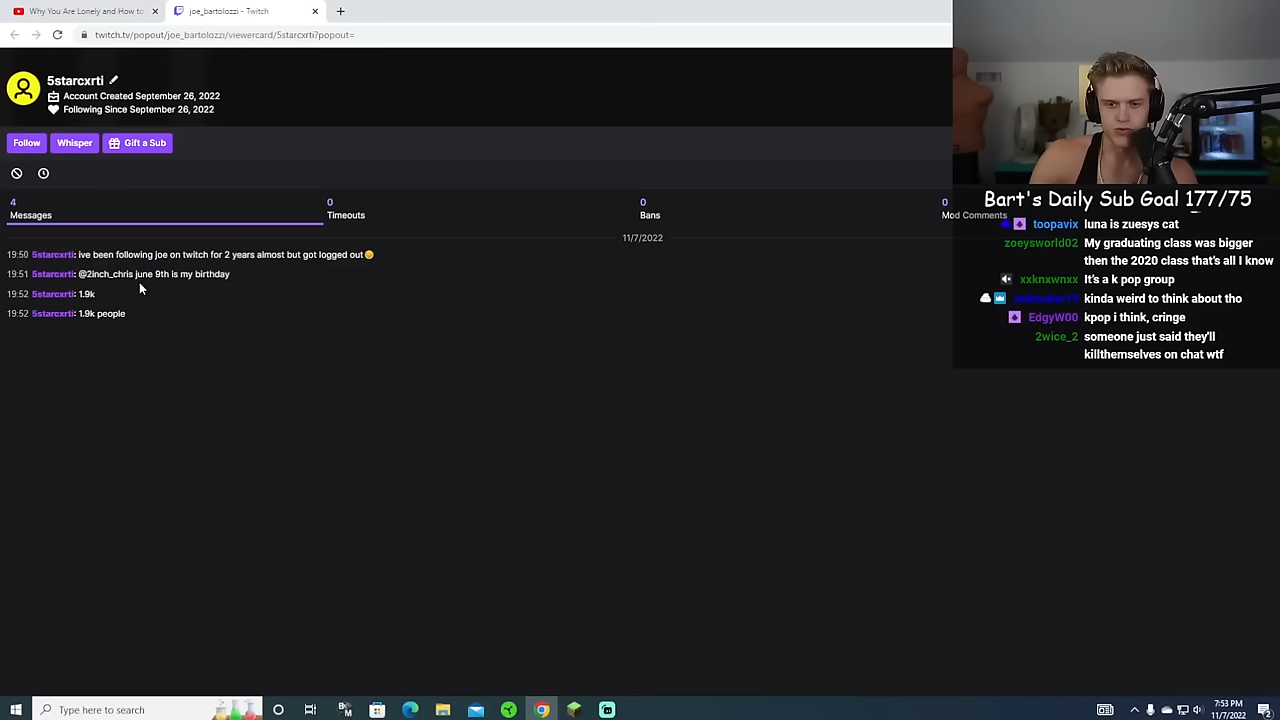 Why You Are Lonely and How to
joe_bartolozzi - Twitch
twitch.tv/popout/joe_bartolozzi/viewercard/5starcxrti?popout=
5starcxrti
Account Created September 26, 2022
Following Since September 26, 2022
Follow
Whisper
Gift a Sub
4
Messages
0
Timeouts
0
Bans
0
Mod Comments
11/7/2022
19:50 5starcxrti: ive been following joe on twitch for 2 years almost but got logged out
19:51 5starcxrti: @2inch_chris june 9th is my birthday
19:52 5starcxrti: 1.9k
19:52 5starcxrti: 1.9k people
Bart's Daily Sub Goal 177/75
toopavix luna is zuesys cat
zoeysworld02 My graduating class was bigger
then the 2020 class that's all I know
xxknxwnxx It's a k pop group
kinda weird to think about tho
EdgyW00 kpop i think, cringe
2wice_2 someone just said they'll
killthemselves on chat wtf
Type here to search
7:53 PM
11/7/2022